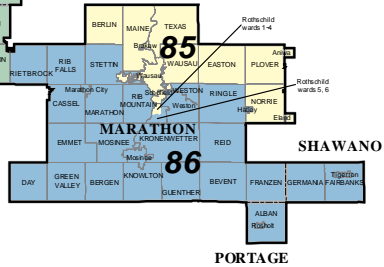 BERLIN
MAINE
TEXAS
Rothschild
wards 1-4
Brokaw
85
Aniwa
RIETBROCK
RIB
FALLS
STETTIN
WAUSAU
EASTON
PLOVER
Wausau
Rothschild
wards 5, 6
Marathon City
CASSEL
MARATHON
RIB
MOUNTAIN
WESTON
Weston
RINGLE
NORRIE
Hatley
Eland
MARATHON
EMMET
MOSINEE
KRONENWETTER
REID
SHAWANO
Mosinee
86
DAY
GREEN
VALLEY
BERGEN
KNOWLTON
GUENTHER
BEVENT
FRANZEN
GERMANIA
Tigerton
FAIRBANKS
ALBAN
Rosholt
PORTAGE